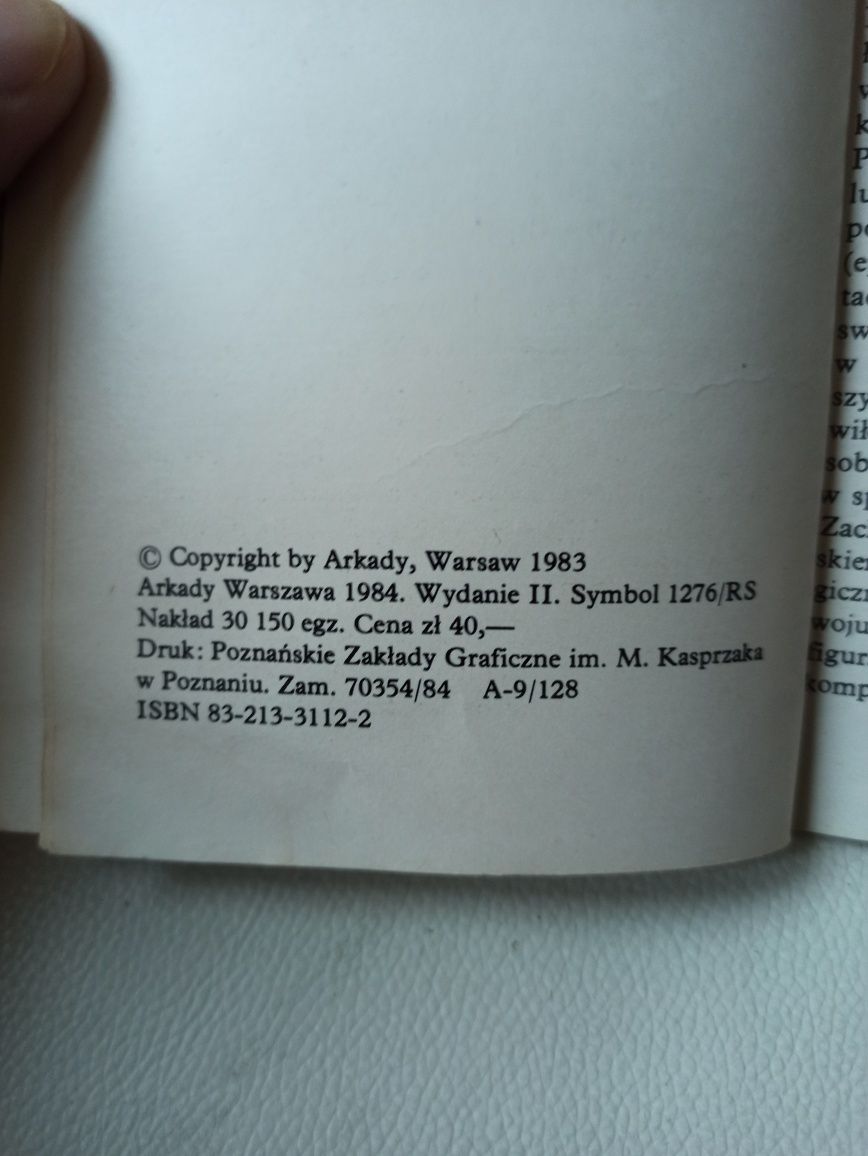 © Copyright by Arkady, Warsaw 1983
Arkady Warszawa 1984. Wydanie II. Symbol 1276/RS
Nakład 30 150 egz. Cena zł 40,—
Druk: Poznańskie Zakłady Graficzne im. M. Kasprzaka
w Poznaniu. Zam. 70354/84 A-9/128
ISBN 83-213-3112-2